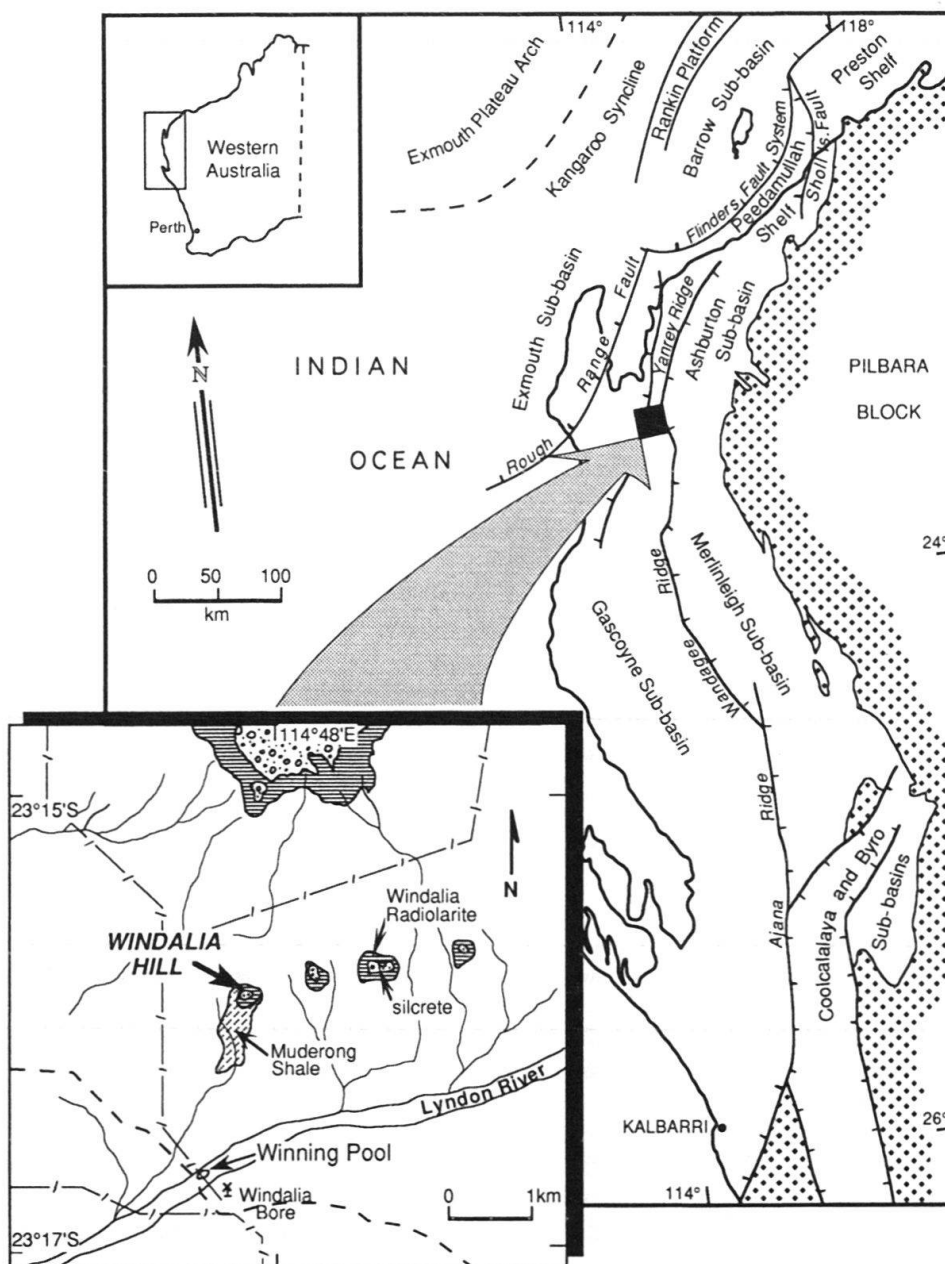 114°
118°
Western
Australia
Perth
Exmouth Plateau Arch
Kangaroo Syncline
Rankin Platform
Barrow Sub-basin
Preston
Shelf
Flinders Fault System
Peedamullah
Shelf
Sholl Is. Fault
Exmouth Sub-basin
Rough Range Fault
Yanrey Ridge
Ashburton
Sub-basin
N
INDIAN
OCEAN
PILBARA
BLOCK
0 50 100
km
24°
Wandagee Ridge
Merlinleigh Sub-basin
Gascoyne Sub-basin
Ajana Ridge
Coolcalalaya and Byro
Sub-basins
KALBARRI
26°
114°
114°48'E
23°15'S
N
Windalia
Radiolarite
WINDALIA
HILL
silcrete
Muderong
Shale
Lyndon River
Winning Pool
Windalia
Bore
0 1km
23°17'S